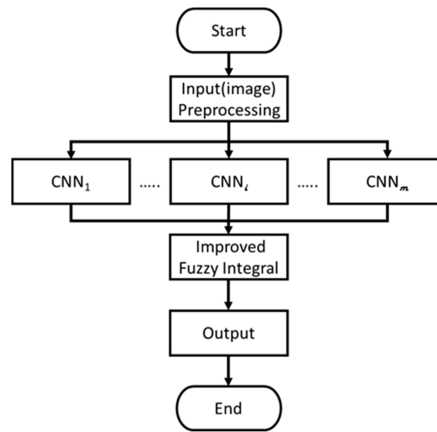 Start
Input(image)
Preprocessing
CNN₁ ..... CNNᵢ ..... CNNₘ
Improved
Fuzzy Integral
Output
End